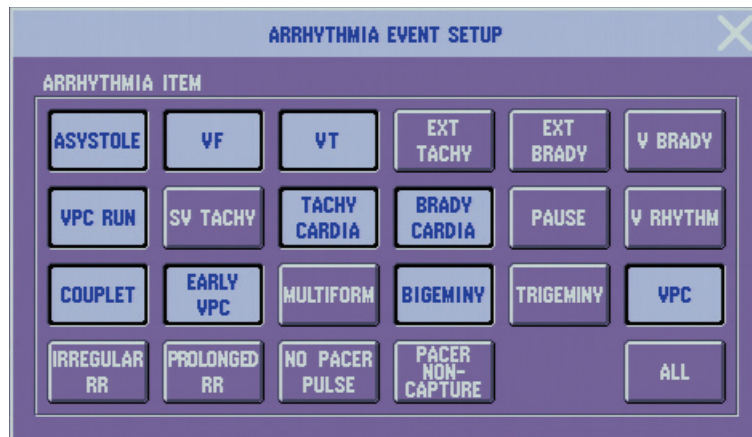 ARRHYTHMIA EVENT SETUP
ARRHYTHMIA ITEM
ASYSTOLE
VF
VT
EXT
TACHY
EXT
BRADY
V BRADY
VPC RUN
SV TACHY
TACHY
CARDIA
BRADY
CARDIA
PAUSE
V RHYTHM
COUPLET
EARLY
VPC
MULTIFORM
BIGEMINY
TRIGEMINY
VPC
IRREGULAR
RR
PROLONGED
RR
NO PACER
PULSE
PACER
NON-
CAPTURE
ALL